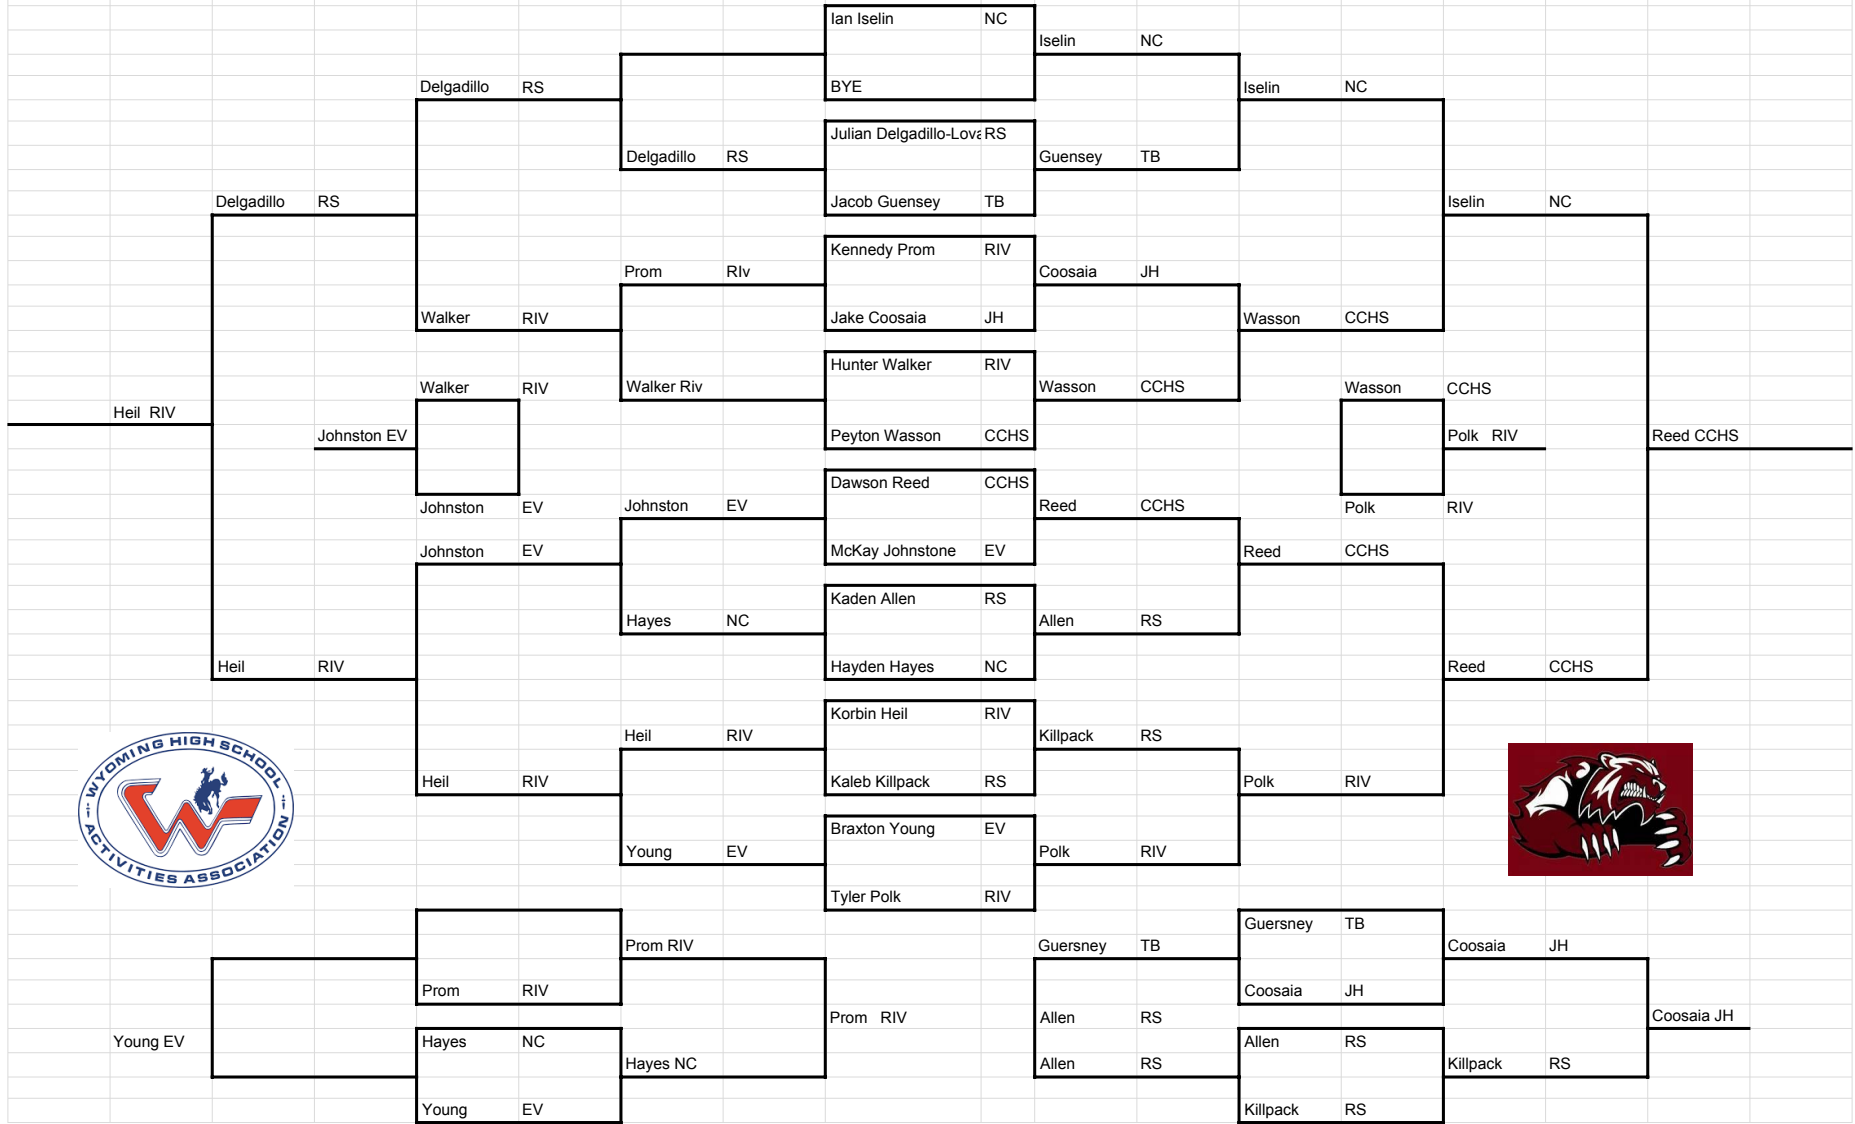 Ian Iselin NC
Iselin NC
Delgadillo RS
BYE
Iselin NC
Julian Delgadillo-Lova RS
Delgadillo RS
Guensey TB
Delgadillo RS
Jacob Guensey TB
Iselin NC
Kennedy Prom RIV
Prom RIv
Coosaia JH
Walker RIV
Jake Coosaia JH
Wasson CCHS
Hunter Walker RIV
Walker RIV
Walker Riv
Wasson CCHS
Wasson CCHS
Heil RIV
Johnston EV
Peyton Wasson CCHS
Polk RIV
Reed CCHS
Dawson Reed CCHS
Johnston EV
Johnston EV
Reed CCHS
Polk RIV
Johnston EV
McKay Johnstone EV
Reed CCHS
Kaden Allen RS
Hayes NC
Allen RS
Heil RIV
Hayden Hayes NC
Reed CCHS
Korbin Heil RIV
Heil RIV
Killpack RS
Heil RIV
Kaleb Killpack RS
Polk RIV
Braxton Young EV
Young EV
Polk RIV
Tyler Polk RIV
WYOMING HIGH SCHOOL
ACTIVITIES ASSOCIATION
Guersney TB
Prom RIV
Guersney TB
Coosaia JH
Prom RIV
Coosaia JH
Prom RIV
Allen RS
Coosaia JH
Young EV
Hayes NC
Allen RS
Hayes NC
Allen RS
Killpack RS
Young EV
Killpack RS